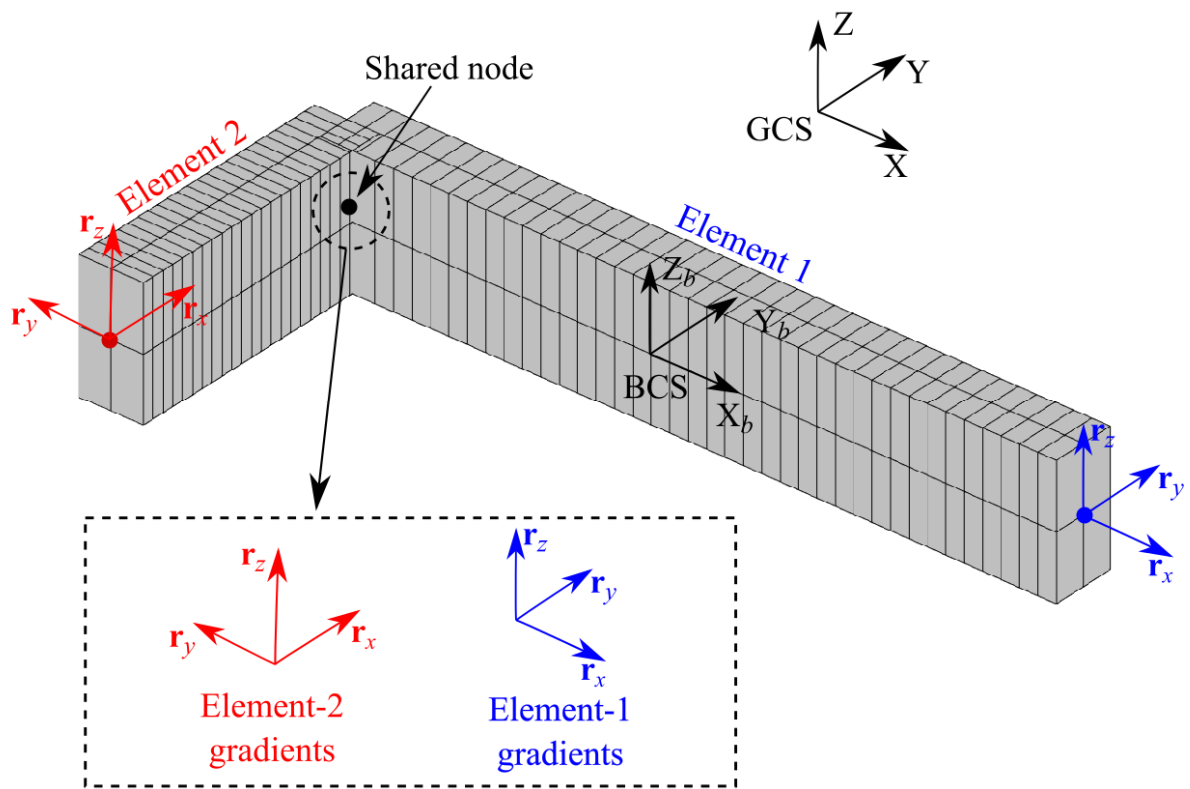 Z
Y
GCS
X
Shared node
Element 2
r_z
r_y
r_x
Element 1
Z_b
Y_b
BCS
X_b
r_z
r_y
r_x
r_z
r_y
r_x
Element-2
gradients
r_z
r_y
r_x
Element-1
gradients